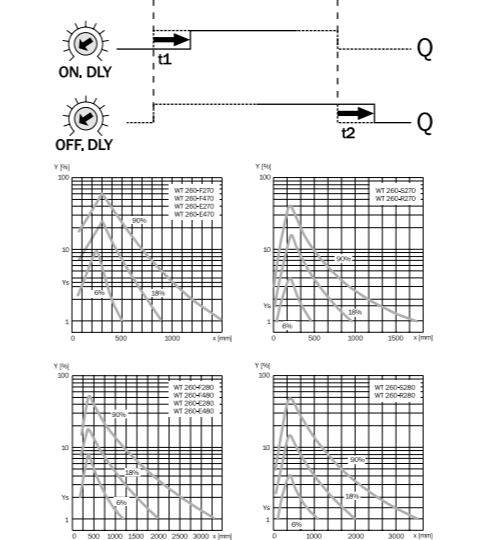 Q
t1
ON. DLY
Q
OFF. DLY
t2
Y [%]
100
10
Ys
1
WT 260-F270
WT 260-F470
WT 260-E270
WT 260-E470
90%
6%
18%
0 500 1000 x [mm]
Y [%]
100
10
Ys
1
WT 260-S270
WT 260-R270
90%
18%
6%
0 500 1000 1500 x [mm]
Y [%]
100
10
Ys
1
WT 260-F280
WT 260-F480
WT 260-E280
WT 260-E480
90%
18%
6%
0 500 1000 1500 2000 2500 3000 x [mm]
Y [%]
100
10
Ys
1
WT 260-S280
WT 260-R280
90%
18%
6%
0 1000 2000 3000 x [mm]